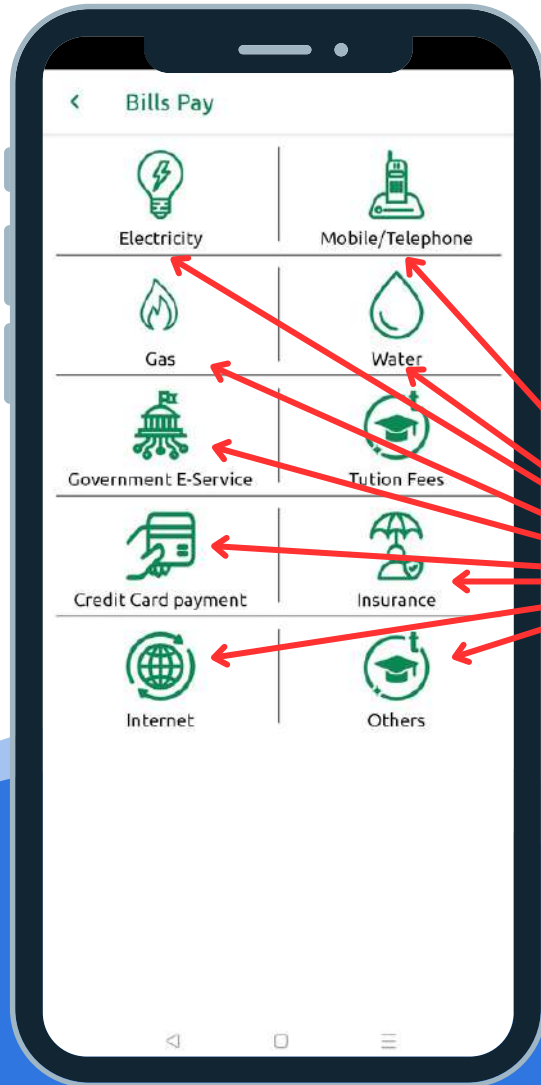 Bills Pay
Electricity
Mobile/Telephone
Gas
Water
t
Government E-Service
Tution Fees
Credit Card payment
Insurance
t
Internet
Others